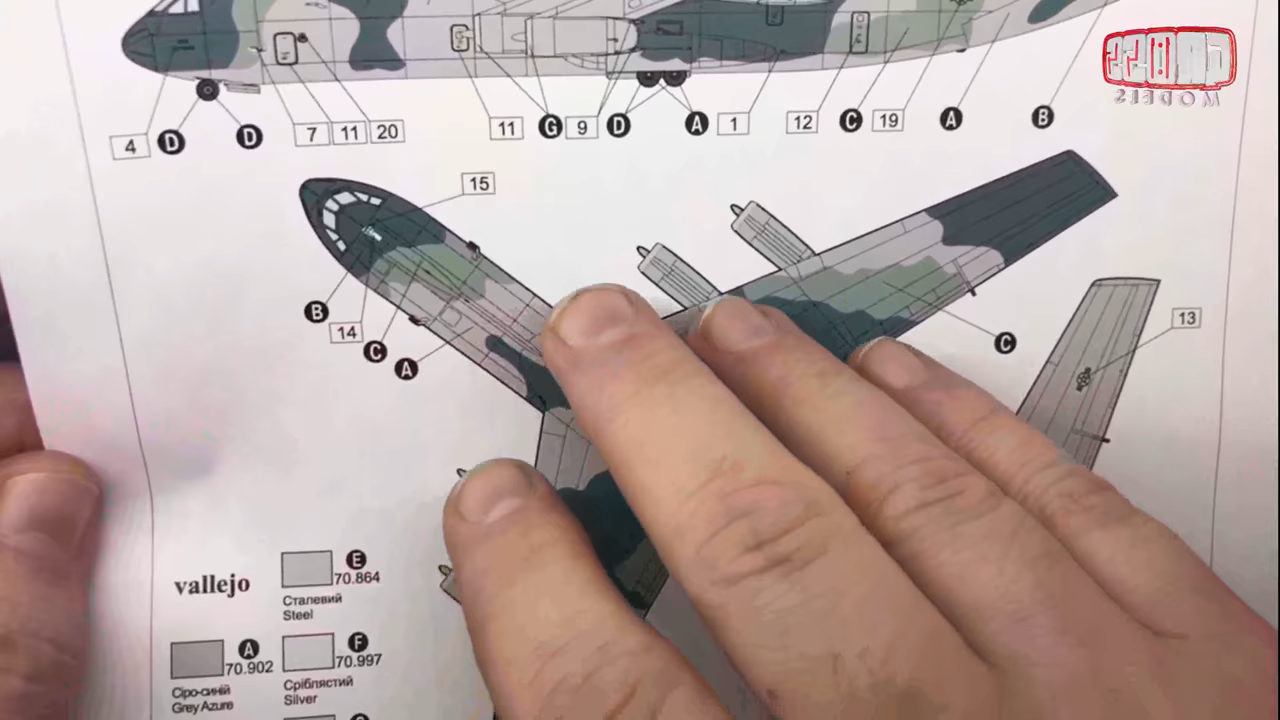 4 D D 7 11 20 11 G 9 D A 1 12 C 19 A B
15
B
14
C
A
C
13
vallejo
E
70.864
Сталевий
Steel
A
70.902
Сіро-синій
Grey Azure
F
70.997
Сріблястий
Silver
MODELS